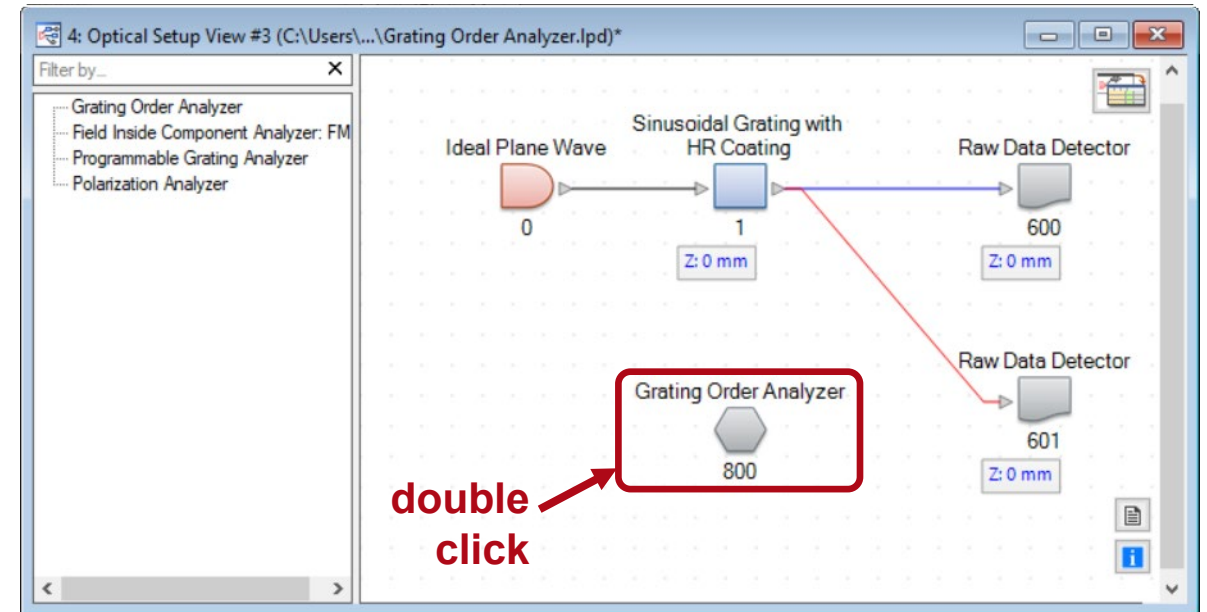 4: Optical Setup View #3 (C:\Users\...\Grating Order Analyzer.lpd)*
Filter by...
X
Grating Order Analyzer
Field Inside Component Analyzer: FM
Programmable Grating Analyzer
Polarization Analyzer
Ideal Plane Wave
0
Sinusoidal Grating with
HR Coating
1
Z: 0 mm
Raw Data Detector
600
Z: 0 mm
Grating Order Analyzer
800
Raw Data Detector
601
Z: 0 mm
double
click
i